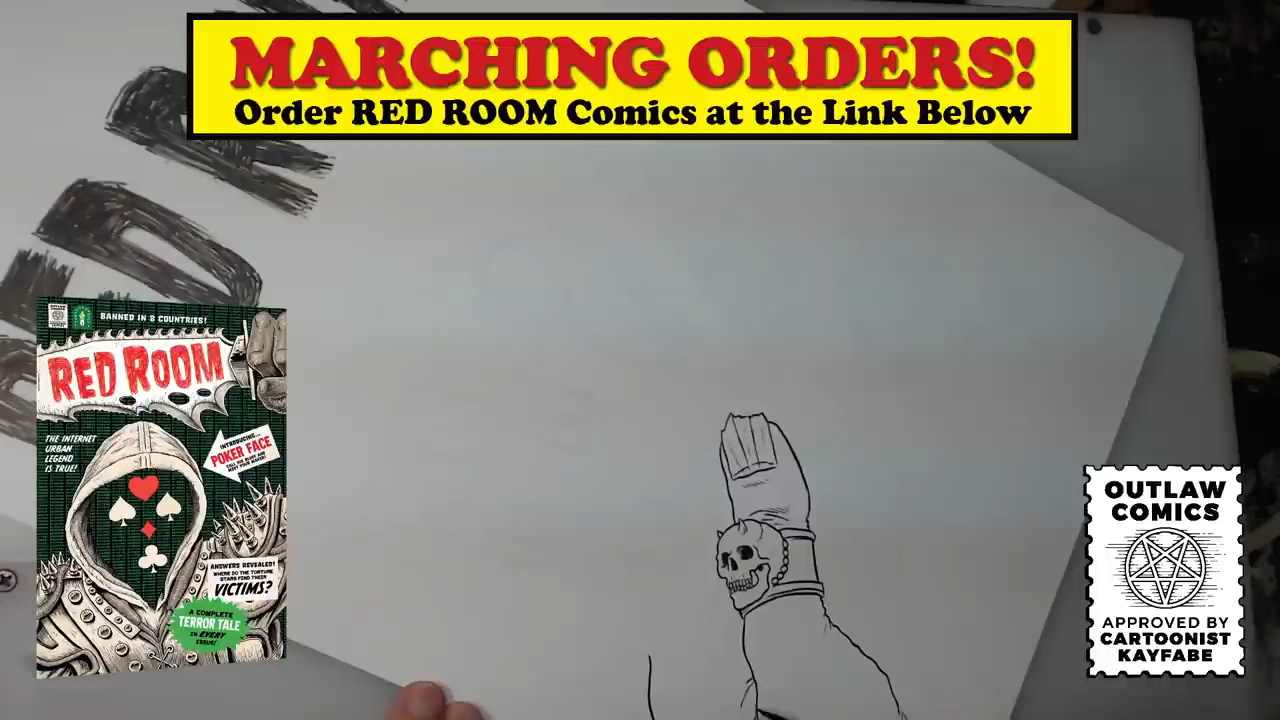 MARCHING ORDERS!
Order RED ROOM Comics at the Link Below
OUTLAW
COMICS
BANNED IN 8 COUNTRIES!
RED ROOM
THE INTERNET
URBAN
LEGEND
IS TRUE!
INTRODUCING...
POKER FACE
ANSWERS REVEALED!
WHERE DO THE TORTURE
STARS FIND THEIR
VICTIMS?
A COMPLETE
TERROR TALE
IN EVERY
ISSUE!
OUTLAW
COMICS
APPROVED BY
CARTOONIST
KAYFABE